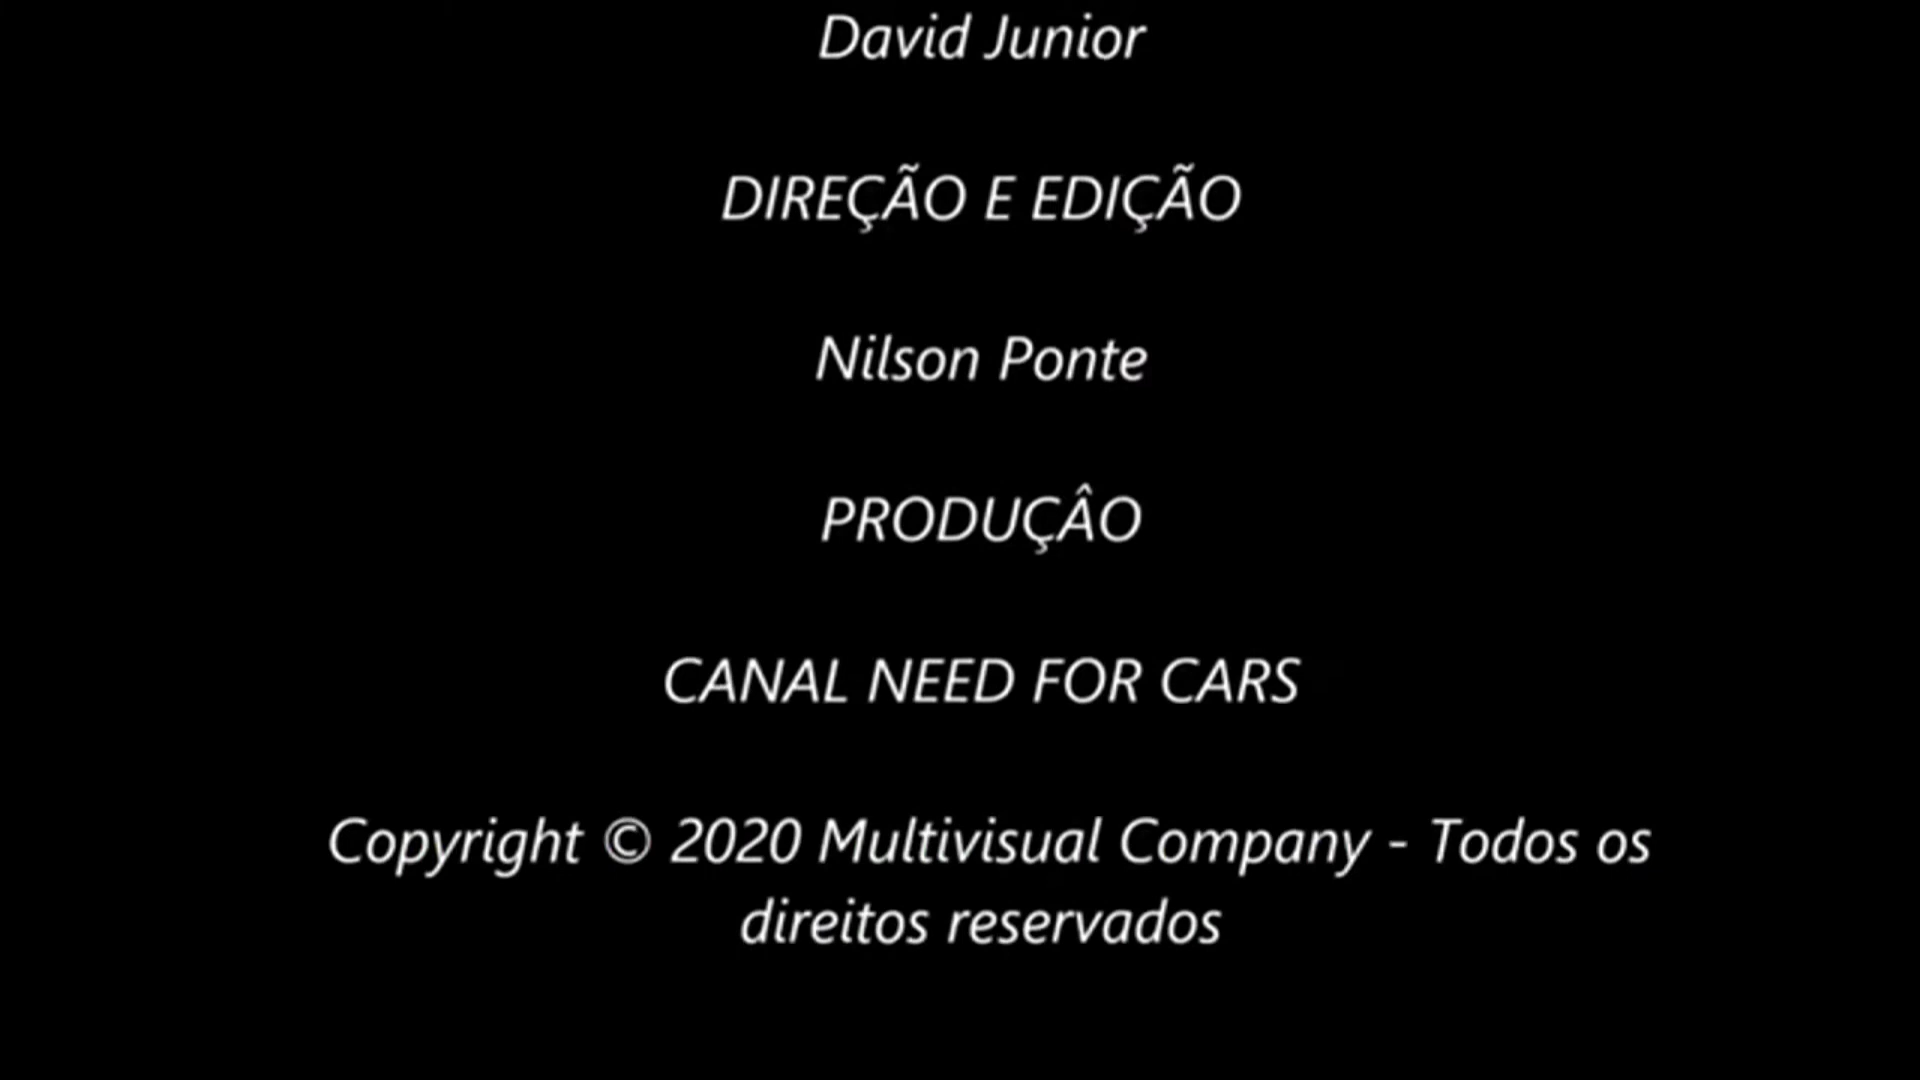 David Junior
DIREÇÃO E EDIÇÃO
Nilson Ponte
PRODUÇÂO
CANAL NEED FOR CARS
Copyright © 2020 Multivisual Company - Todos os
direitos reservados